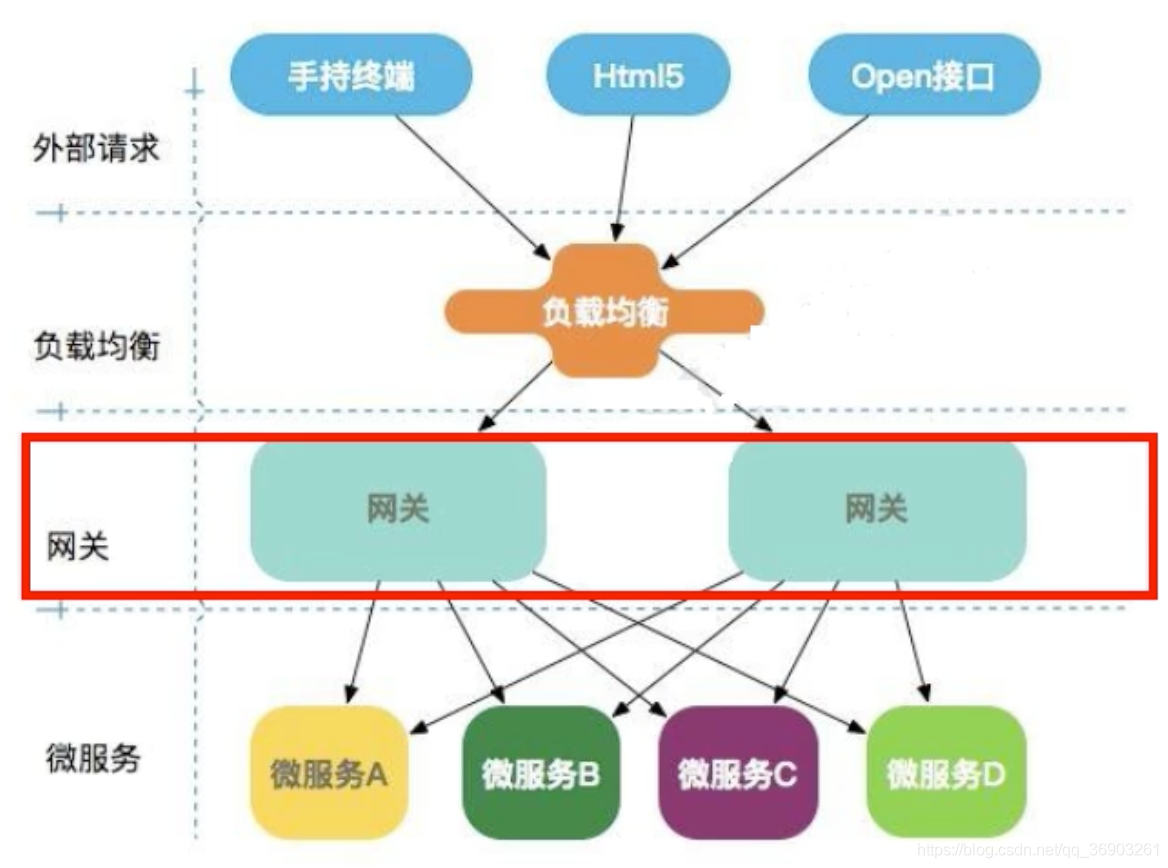 手持终端
Html5
Open接口
外部请求
负载均衡
负载均衡
网关
网关
网关
微服务
微服务A
微服务B
微服务C
微服务D
https://blog.csdn.net/qq_36903261